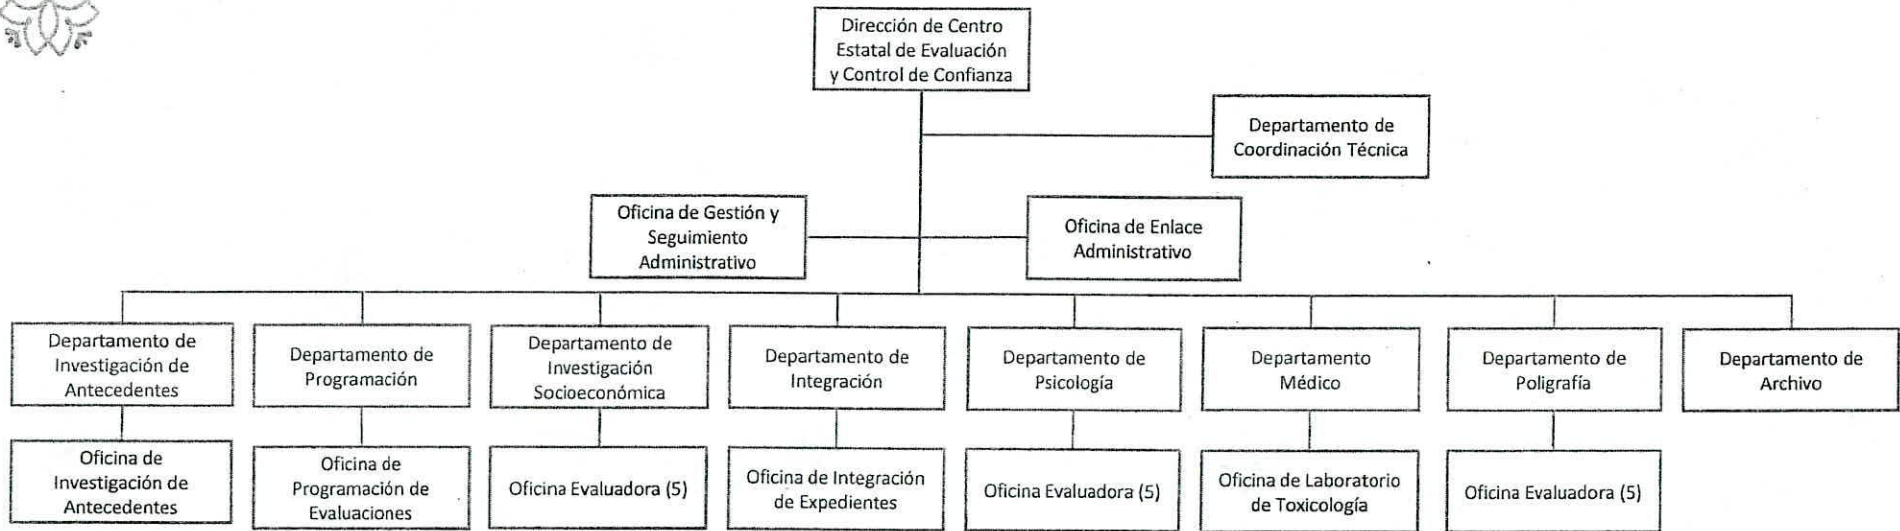 Dirección de Centro
Estatal de Evaluación
y Control de Confianza
Departamento de
Coordinación Técnica
Oficina de Gestión y
Seguimiento
Administrativo
Oficina de Enlace
Administrativo
Departamento de
Investigación de
Antecedentes
Departamento de
Programación
Departamento de
Investigación
Socioeconómica
Departamento de
Integración
Departamento de
Psicología
Departamento
Médico
Departamento de
Poligrafía
Departamento de
Archivo
Oficina de
Investigación de
Antecedentes
Oficina de
Programación de
Evaluaciones
Oficina Evaluadora (5)
Oficina de Integración
de Expedientes
Oficina Evaluadora (5)
Oficina de Laboratorio
de Toxicología
Oficina Evaluadora (5)